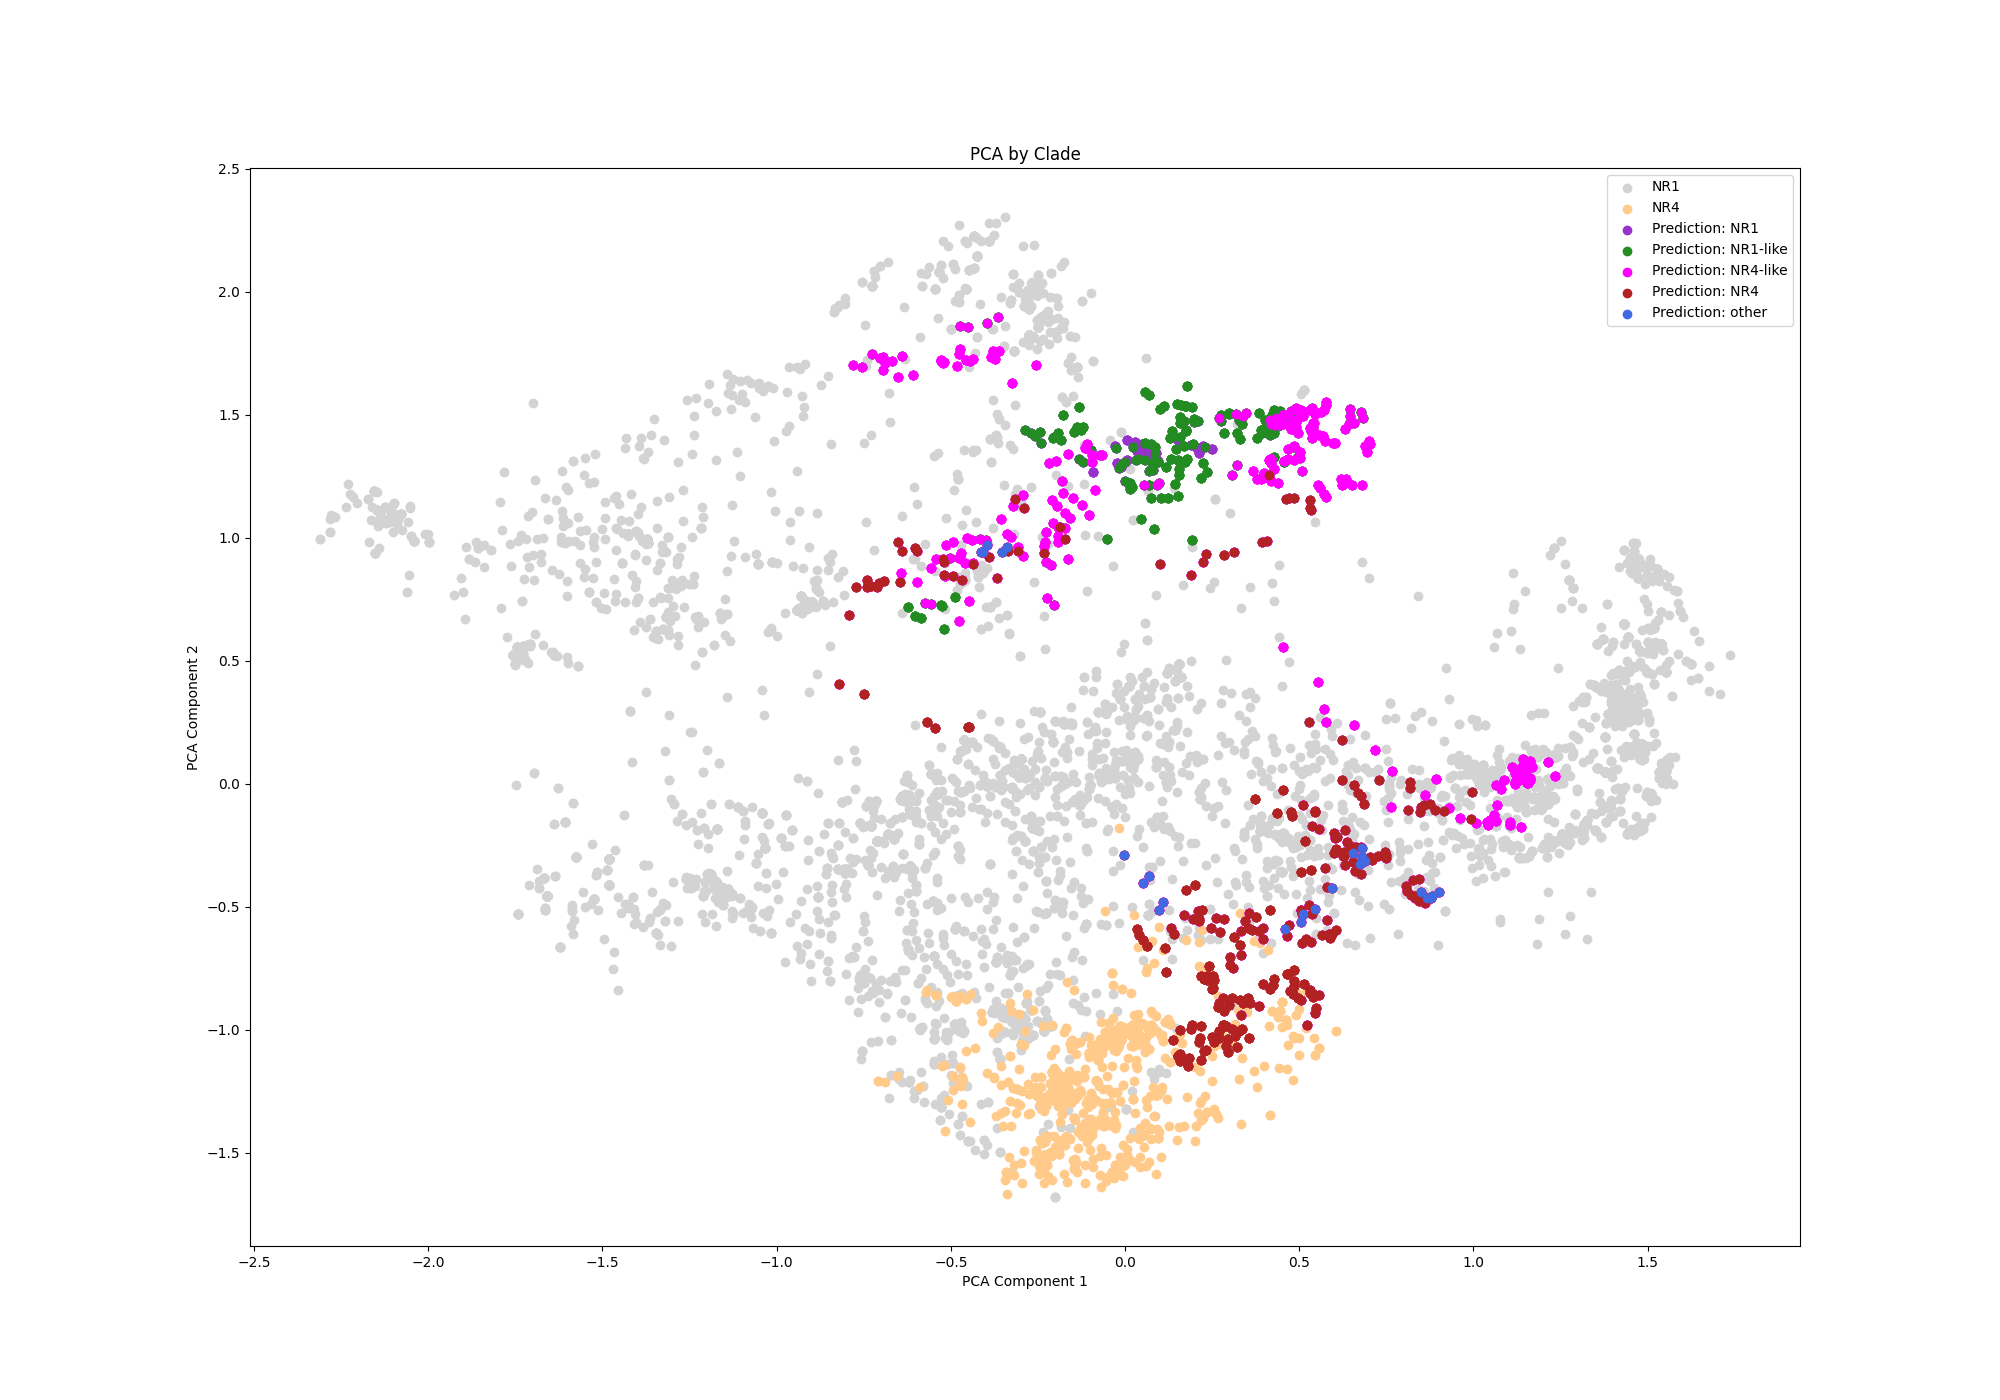 PCA by Clade
2.5
2.0
1.5
1.0
0.5
0.0
−0.5
−1.0
−1.5
PCA Component 2
NR1
NR4
Prediction: NR1
Prediction: NR1-like
Prediction: NR4-like
Prediction: NR4
Prediction: other
−2.5 −2.0 −1.5 −1.0 −0.5 0.0 0.5 1.0 1.5
PCA Component 1